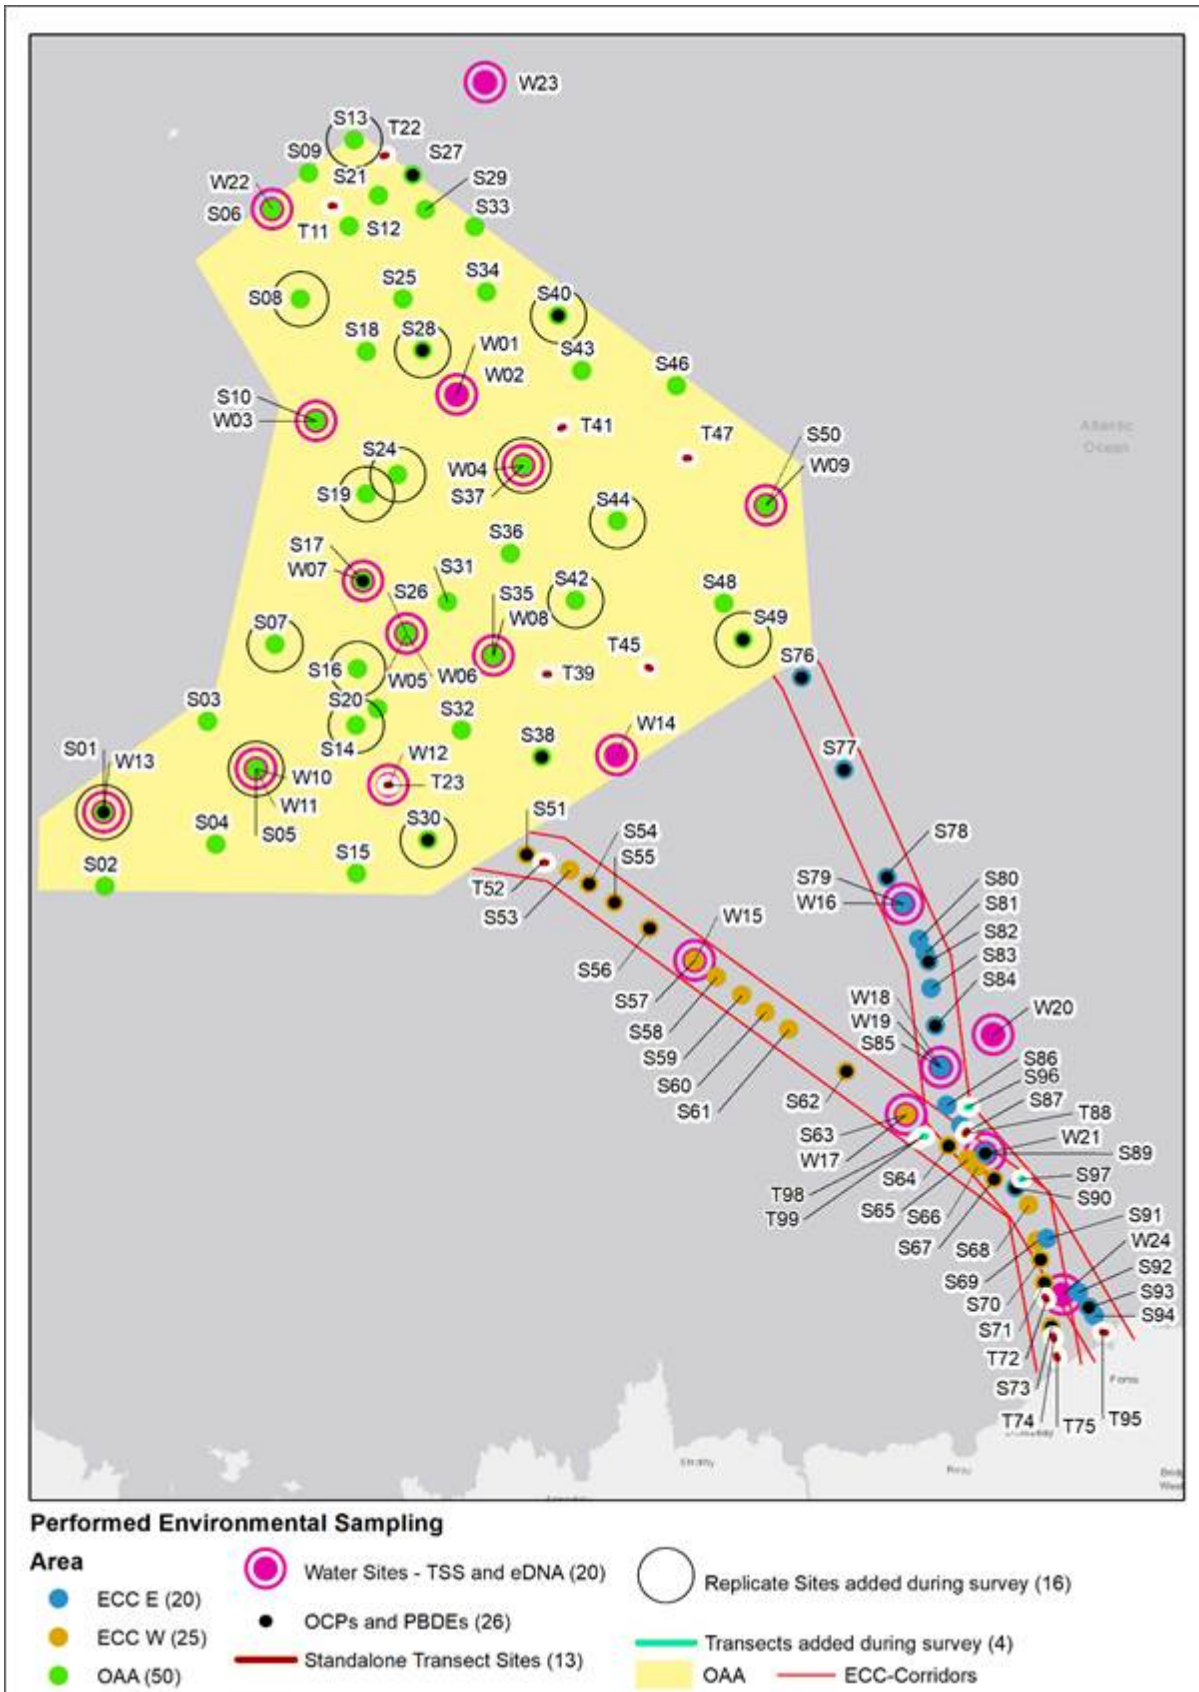 W23
S13
T22
S09
S27
S21
W22
S29
S06
S33
T11
S12
S34
S25
S08
S40
S28
S18
W01
S43
W02
S46
S10
W03
T41
S50
T47
S24
W04
W09
S19
S37
S44
S36
S17
W07
S31
S26
S35
S42
S48
S07
W08
S49
T45
S76
S16
W05
W06
T39
S03
S20
S32
S38
W14
S14
S01
W13
W12
S77
W10
T23
W11
S04
S05
S30
S51
S54
S78
S02
S15
S55
T52
S79
S80
S53
W16
S81
W15
S82
S56
S83
S57
S84
W18
W20
S58
W19
S59
S85
S86
S60
S96
S61
S62
S87
T88
S63
W21
W17
S89
S64
T98
S97
S65
S90
T99
S66
S67
S91
S68
W24
S69
S92
S70
S93
S71
S94
T72
S73
T74
T75
T95
Atlantic
Ocean
Performed Environmental Sampling
Area
ECC E (20)
ECC W (25)
OAA (50)
Water Sites - TSS and eDNA (20)
OCPs and PBDEs (26)
Standalone Transect Sites (13)
Replicate Sites added during survey (16)
Transects added during survey (4)
OAA
ECC-Corridors